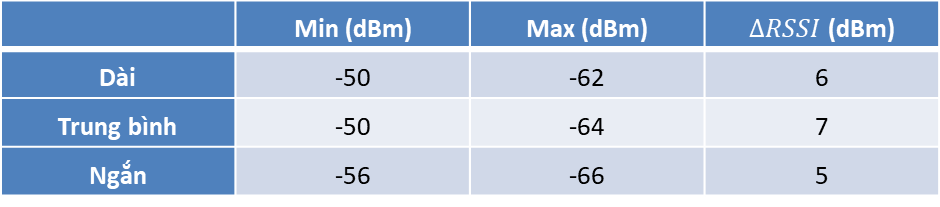 Min (dBm) Max (dBm) Δ𝑅𝑆𝑆𝐼 (dBm)
Dài -50 -62 6
Trung bình -50 -64 7
Ngắn -56 -66 5